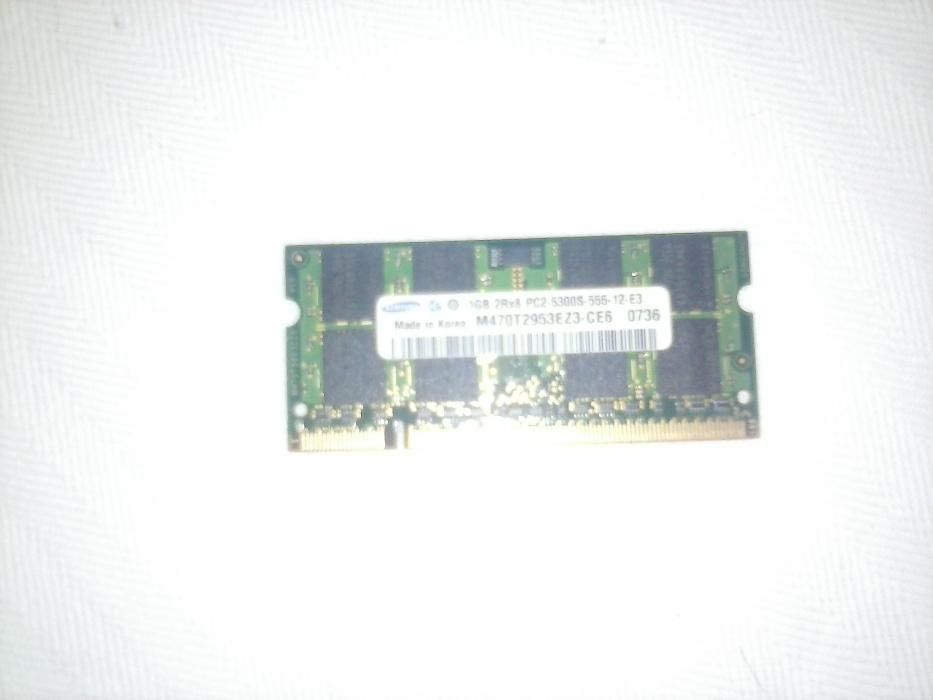 SAMSUNG 1GB 2Rx8 PC2-5300S-555-12-E3
Made in Korea M470T2953EZ3-CE6 0736